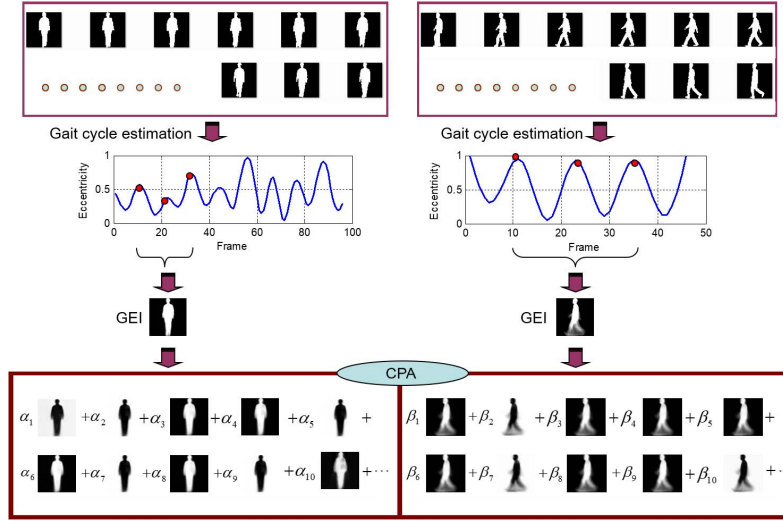 Gait cycle estimation
Gait cycle estimation
1
0.5
0
Eccentricity
0 20 40 60 80 100
Frame
1
0.5
0
Eccentricity
0 10 20 30 40 50
Frame
GEI
GEI
CPA
α1 +α2 +α3 +α4 +α5 +
α6 +α7 +α8 +α9 +α10 +···
β1 +β2 +β3 +β4 +β5 +
β6 +β7 +β8 +β9 +β10 +··